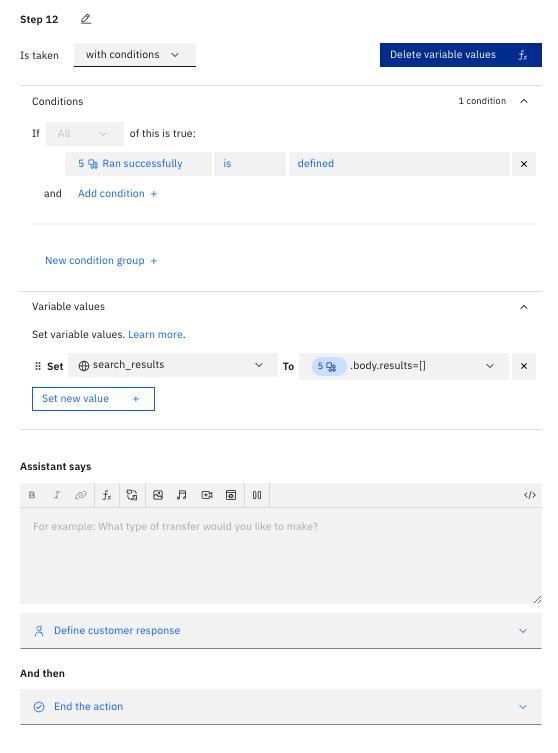 Step 12
Is taken with conditions Delete variable values fx
Conditions 1 condition
If All of this is true:
5 Ran successfully is defined ×
and Add condition +
New condition group +
Variable values
Set variable values. Learn more.
Set search_results To 5 .body.results=[] ×
Set new value +
Assistant says
B I fx </>
For example: What type of transfer would you like to make?
Define customer response
And then
End the action